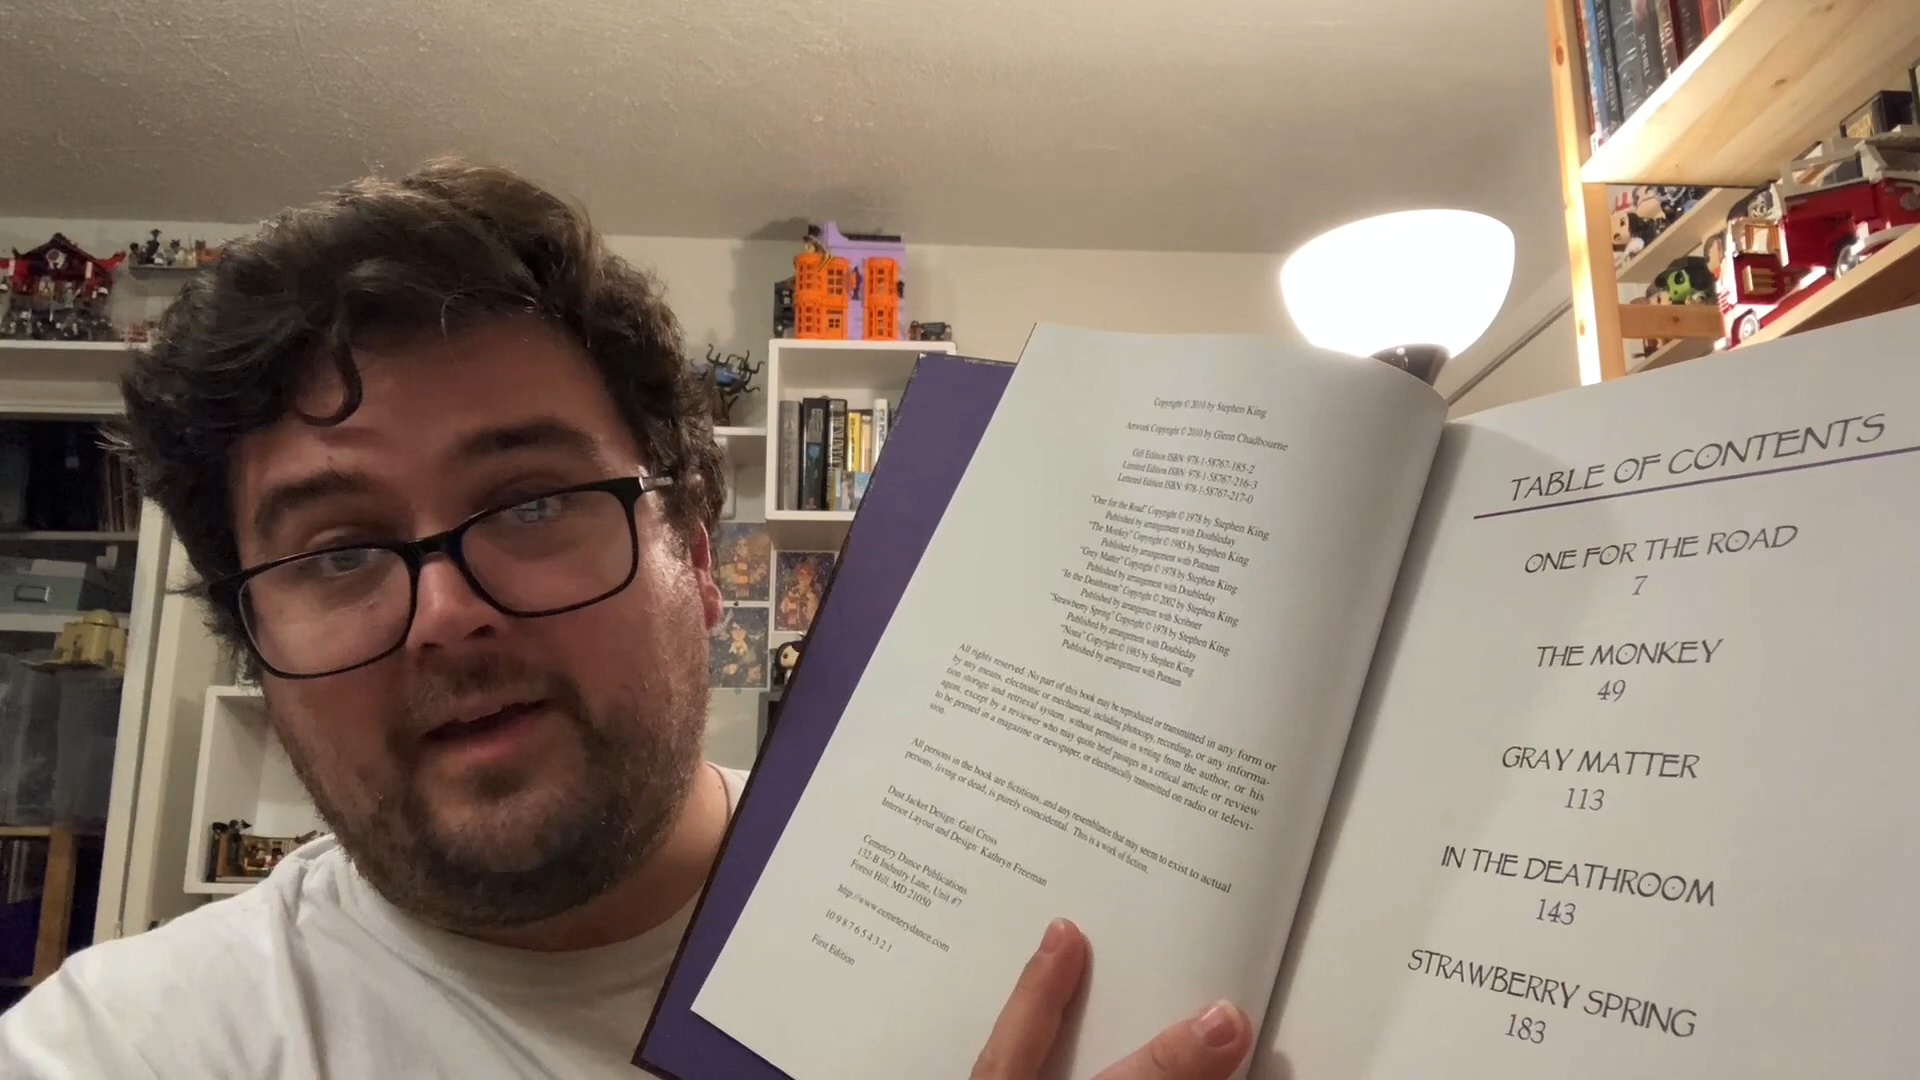 Copyright © 2010 by Stephen King
Artwork Copyright © 2010 by Glenn Chadbourne
Gift Edition ISBN: 978-1-58767-185-2
Limited Edition ISBN: 978-1-58767-216-3
Lettered Edition ISBN: 978-1-58767-217-0
"One for the Road" Copyright © 1978 by Stephen King
Published by arrangement with Doubleday
"The Monkey" Copyright © 1985 by Stephen King
Published by arrangement with Putnam
"Grey Matter" Copyright © 1978 by Stephen King
Published by arrangement with Doubleday
"In the Deathroom" Copyright © 2002 by Stephen King
Published by arrangement with Scribner
"Strawberry Spring" Copyright © 1978 by Stephen King
Published by arrangement with Doubleday
"Nona" Copyright © 1985 by Stephen King
Published by arrangement with Putnam
All rights reserved. No part of this book may be reproduced or transmitted in any form or
by any means, electronic or mechanical, including photocopy, recording, or any informa-
tion storage and retrieval system, without permission in writing from the author, or his
agent, except by a reviewer who may quote brief passages in a critical article or review
to be printed in a magazine or newspaper, or electronically transmitted on radio or televi-
sion.
All persons in the book are fictitious, and any resemblance that may seem to exist to actual
persons, living or dead, is purely coincidental. This is a work of fiction.
Dust Jacket Design: Gail Cross
Interior Layout and Design: Kathryn Freeman
Cemetery Dance Publications
132-B Industry Lane, Unit #7
Forest Hill, MD 21050
http://www.cemeterydance.com
10 9 8 7 6 5 4 3 2 1
First Edition
TABLE OF CONTENTS
ONE FOR THE ROAD
7
THE MONKEY
49
GRAY MATTER
113
IN THE DEATHROOM
143
STRAWBERRY SPRING
183